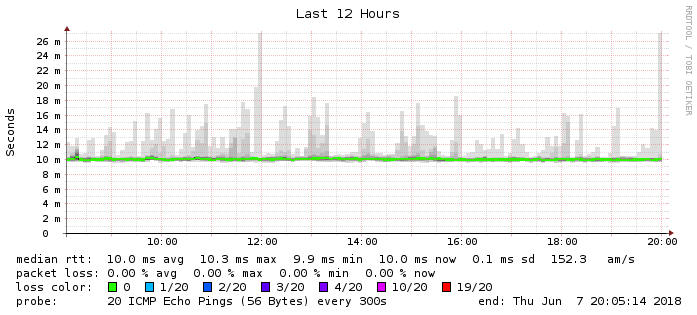 Last 12 Hours
RRDTOOL / TOBI OETIKER
Seconds
26 m
24 m
22 m
20 m
18 m
16 m
14 m
12 m
10 m
8 m
6 m
4 m
2 m
0
10:00 12:00 14:00 16:00 18:00 20:00
median rtt: 10.0 ms avg 10.3 ms max 9.9 ms min 10.0 ms now 0.1 ms sd 152.3 am/s
packet loss: 0.00 % avg 0.00 % max 0.00 % min 0.00 % now
loss color: 0 1/20 2/20 3/20 4/20 10/20 19/20
probe: 20 ICMP Echo Pings (56 Bytes) every 300s end: Thu Jun 7 20:05:14 2018